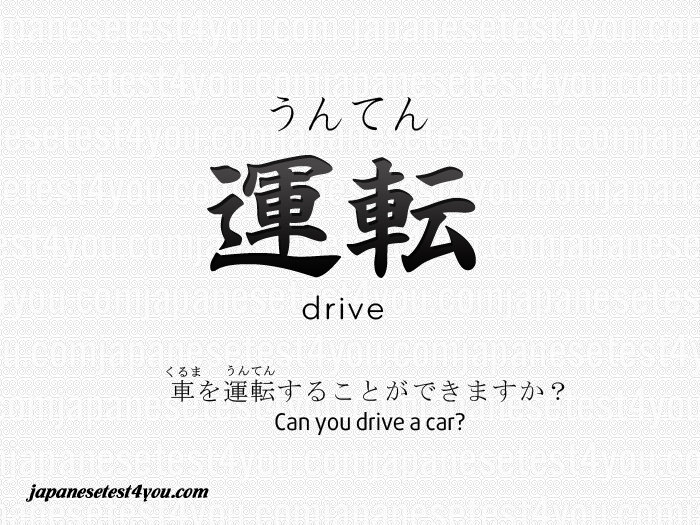 うんてん
運転
drive
くるま うんてん
車を運転することができますか？
Can you drive a car?
japanesetest4you.com